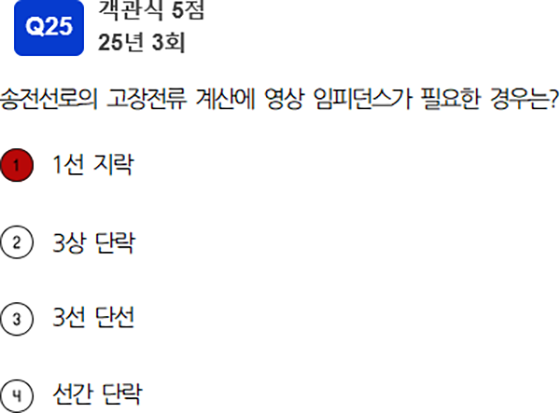 Q25
객관식 5점
25년 3회
송전선로의 고장전류 계산에 영상 임피던스가 필요한 경우는?
1 1선 지락
2 3상 단락
3 3선 단선
4 선간 단락